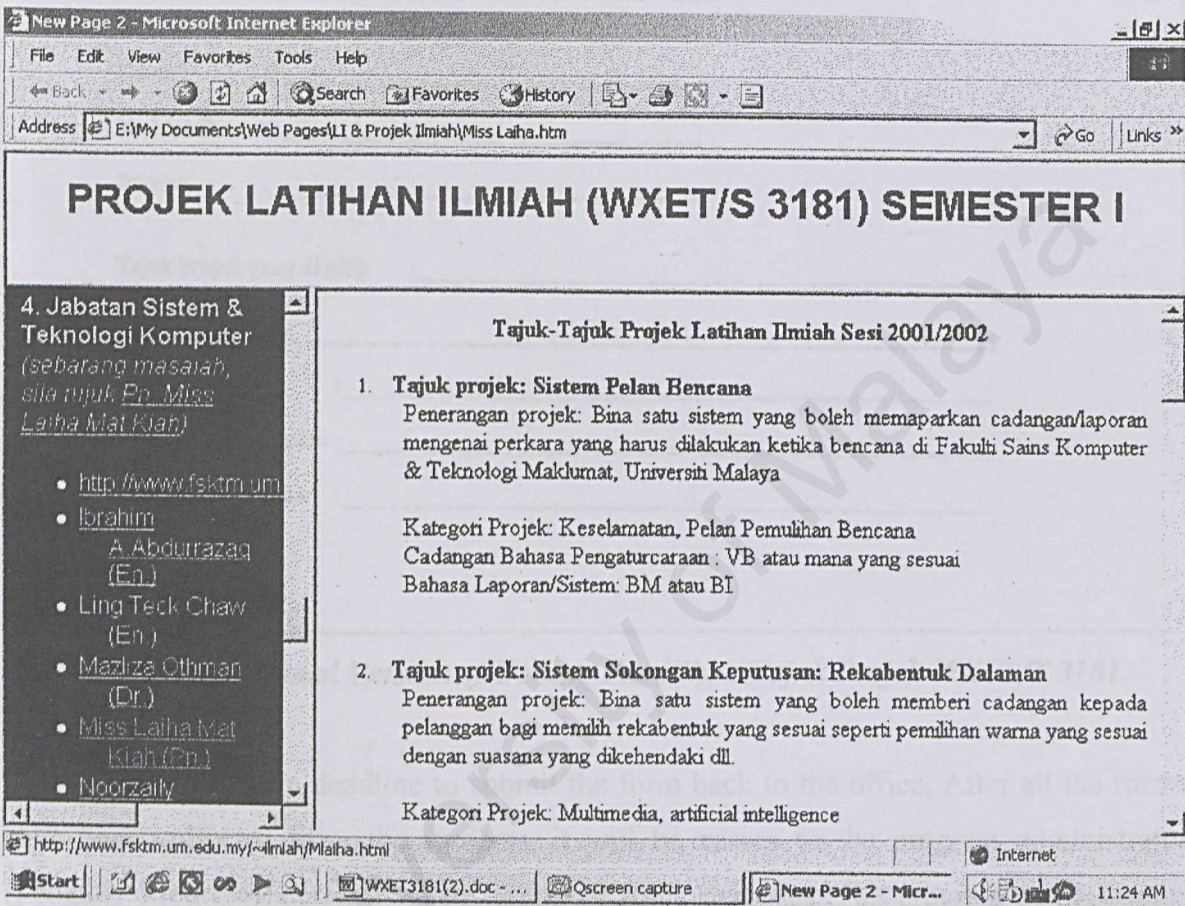 New Page 2 - Microsoft Internet Explorer
File Edit View Favorites Tools Help
Back Search Favorites History
Address E:\My Documents\Web Pages\LI & Projek Ilmiah\Miss Laiha.htm Go Links »
PROJEK LATIHAN ILMIAH (WXET/S 3181) SEMESTER I
4. Jabatan Sistem &
Teknologi Komputer
(sebarang masalah,
sila rujuk Pn. Miss
Laiha Mat Kiah)
• http://www.fsktm.um
• Ibrahim
A.Abdurrazaq
(En.)
• Ling Teck Chaw
(En.)
• Mazliza Othman
(Dr.)
• Miss Laiha Mat
Kiah (Pn.)
• Noorzaily
Tajuk-Tajuk Projek Latihan Ilmiah Sesi 2001/2002
1. Tajuk projek: Sistem Pelan Bencana
Penerangan projek: Bina satu sistem yang boleh memaparkan cadangan/laporan
mengenai perkara yang harus dilakukan ketika bencana di Fakulti Sains Komputer
& Teknologi Maklumat, Universiti Malaya
Kategori Projek: Keselamatan, Pelan Pemulihan Bencana
Cadangan Bahasa Pengaturcaraan : VB atau mana yang sesuai
Bahasa Laporan/Sistem: BM atau BI
2. Tajuk projek: Sistem Sokongan Keputusan: Rekabentuk Dalaman
Penerangan projek: Bina satu sistem yang boleh memberi cadangan kepada
pelanggan bagi memilih rekabentuk yang sesuai seperti pemilihan warna yang sesuai
dengan suasana yang dikehendaki dll.
Kategori Projek: Multimedia, artificial intelligence
http://www.fsktm.um.edu.my/~ilmiah/Mlaiha.html Internet
Start WXET3181(2).doc - ... Qscreen capture New Page 2 - Micr... 11:24 AM
University of Malaya